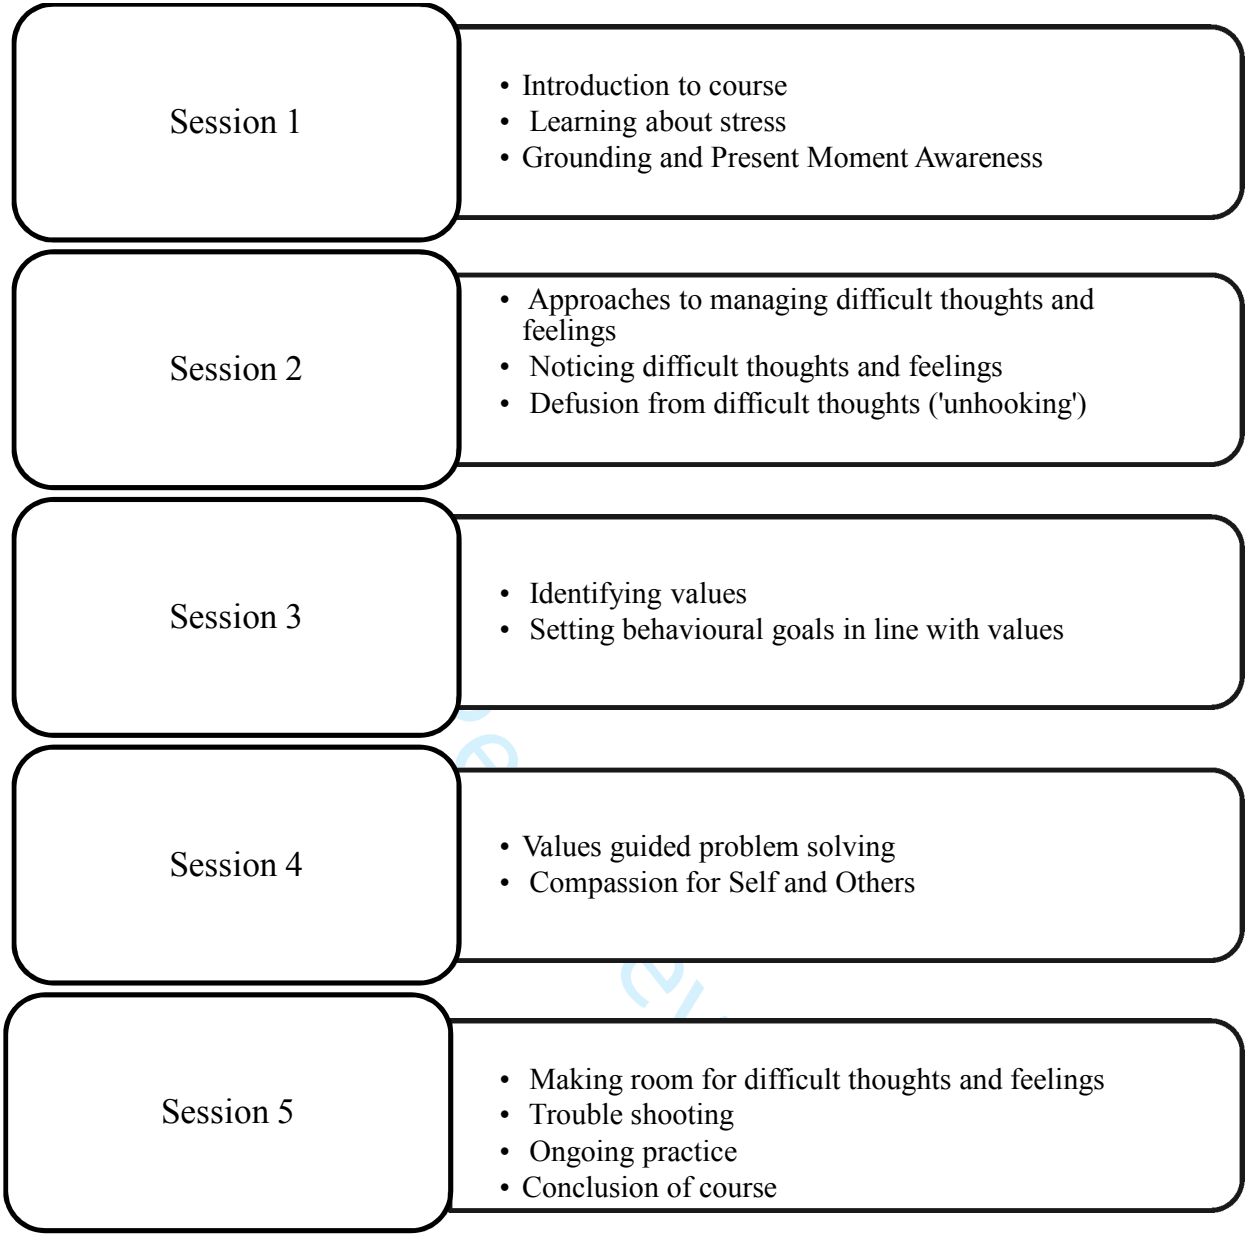 Session 1
• Introduction to course
• Learning about stress
• Grounding and Present Moment Awareness
Session 2
• Approaches to managing difficult thoughts and
feelings
• Noticing difficult thoughts and feelings
• Defusion from difficult thoughts ('unhooking')
Session 3
• Identifying values
• Setting behavioural goals in line with values
Session 4
• Values guided problem solving
• Compassion for Self and Others
Session 5
• Making room for difficult thoughts and feelings
• Trouble shooting
• Ongoing practice
• Conclusion of course